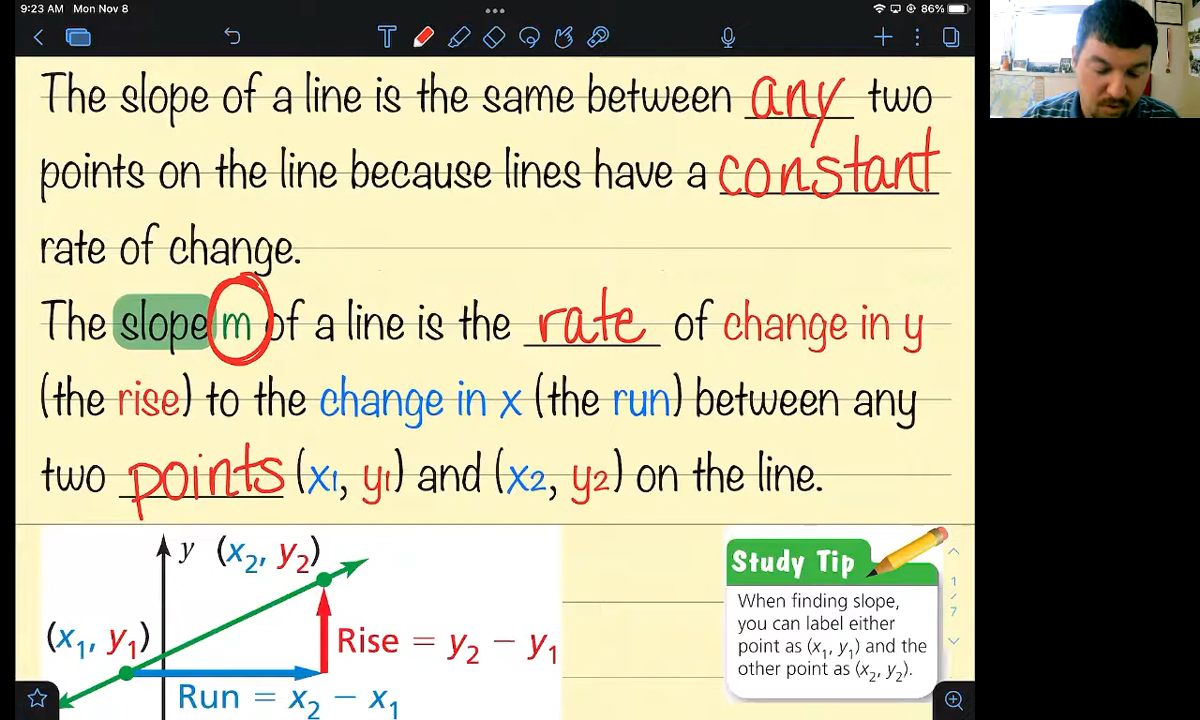 9:23 AM Mon Nov 8
86%
The slope of a line is the same between any two
points on the line because lines have a constant
rate of change.
The slope m of a line is the rate of change in y
(the rise) to the change in x (the run) between any
two points (x1, y1) and (x2, y2) on the line.
y (x₂, y₂)
(x₁, y₁)
Rise = y₂ − y₁
Run = x₂ − x₁
Study Tip
When finding slope,
you can label either
point as (x₁, y₁) and the
other point as (x₂, y₂).
1
/
7